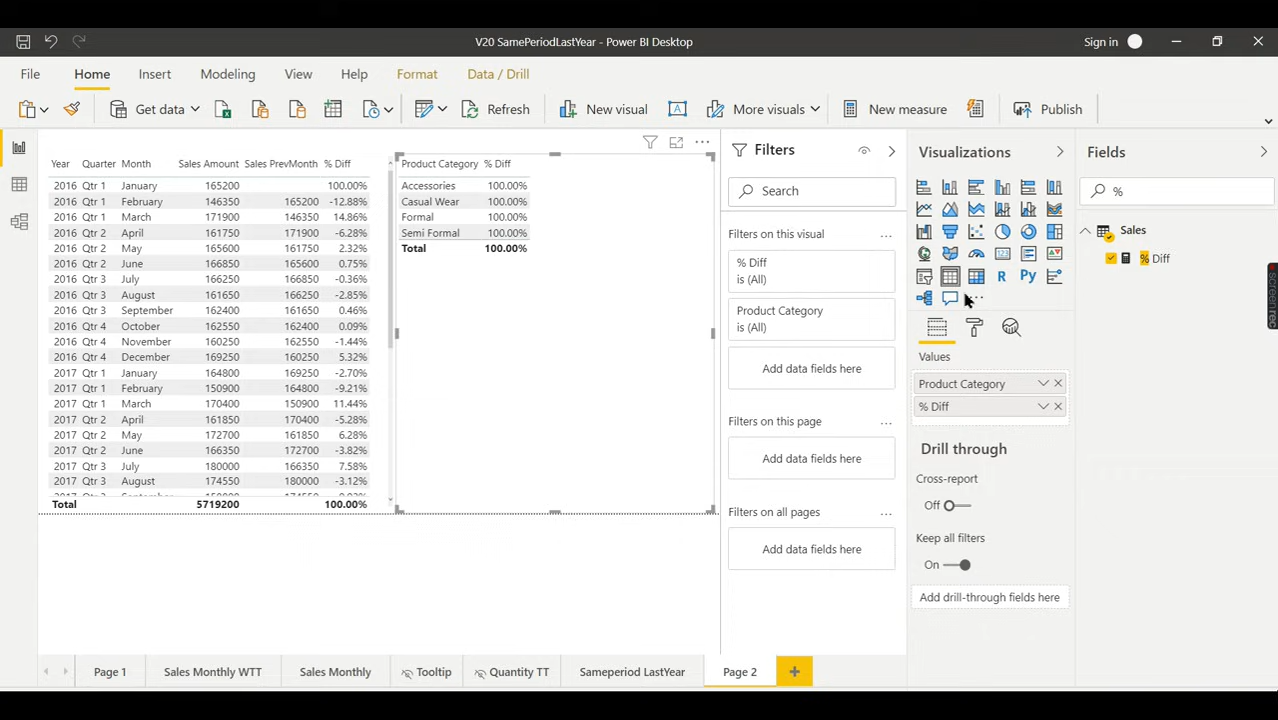 V20 SamePeriodLastYear - Power BI Desktop
Sign in
File Home Insert Modeling View Help Format Data / Drill
Get data Refresh New visual More visuals New measure Publish
Year Quarter Month Sales Amount Sales PrevMonth % Diff
2016 Qtr 1 January 165200 100.00%
2016 Qtr 1 February 146350 165200 -12.88%
2016 Qtr 1 March 171900 146350 14.86%
2016 Qtr 2 April 161750 171900 -6.28%
2016 Qtr 2 May 165600 161750 2.32%
2016 Qtr 2 June 166850 165600 0.75%
2016 Qtr 3 July 166250 166850 -0.36%
2016 Qtr 3 August 161650 166250 -2.85%
2016 Qtr 3 September 162400 161650 0.46%
2016 Qtr 4 October 162550 162400 0.09%
2016 Qtr 4 November 160250 162550 -1.44%
2016 Qtr 4 December 169250 160250 5.32%
2017 Qtr 1 January 164800 169250 -2.70%
2017 Qtr 1 February 150900 164800 -9.21%
2017 Qtr 1 March 170400 150900 11.44%
2017 Qtr 2 April 161850 170400 -5.28%
2017 Qtr 2 May 172700 161850 6.28%
2017 Qtr 2 June 166350 172700 -3.82%
2017 Qtr 3 July 180000 166350 7.58%
2017 Qtr 3 August 174550 180000 -3.12%
Total 5719200 100.00%
Product Category % Diff
Accessories 100.00%
Casual Wear 100.00%
Formal 100.00%
Semi Formal 100.00%
Total 100.00%
Filters
Search
Filters on this visual
% Diff
is (All)
Product Category
is (All)
Add data fields here
Filters on this page
Add data fields here
Filters on all pages
Add data fields here
Visualizations
R Py
Values
Product Category
% Diff
Drill through
Cross-report
Off
Keep all filters
On
Add drill-through fields here
Fields
%
Sales
% Diff
screenrec
Page 1 Sales Monthly WTT Sales Monthly Tooltip Quantity TT Sameperiod LastYear Page 2